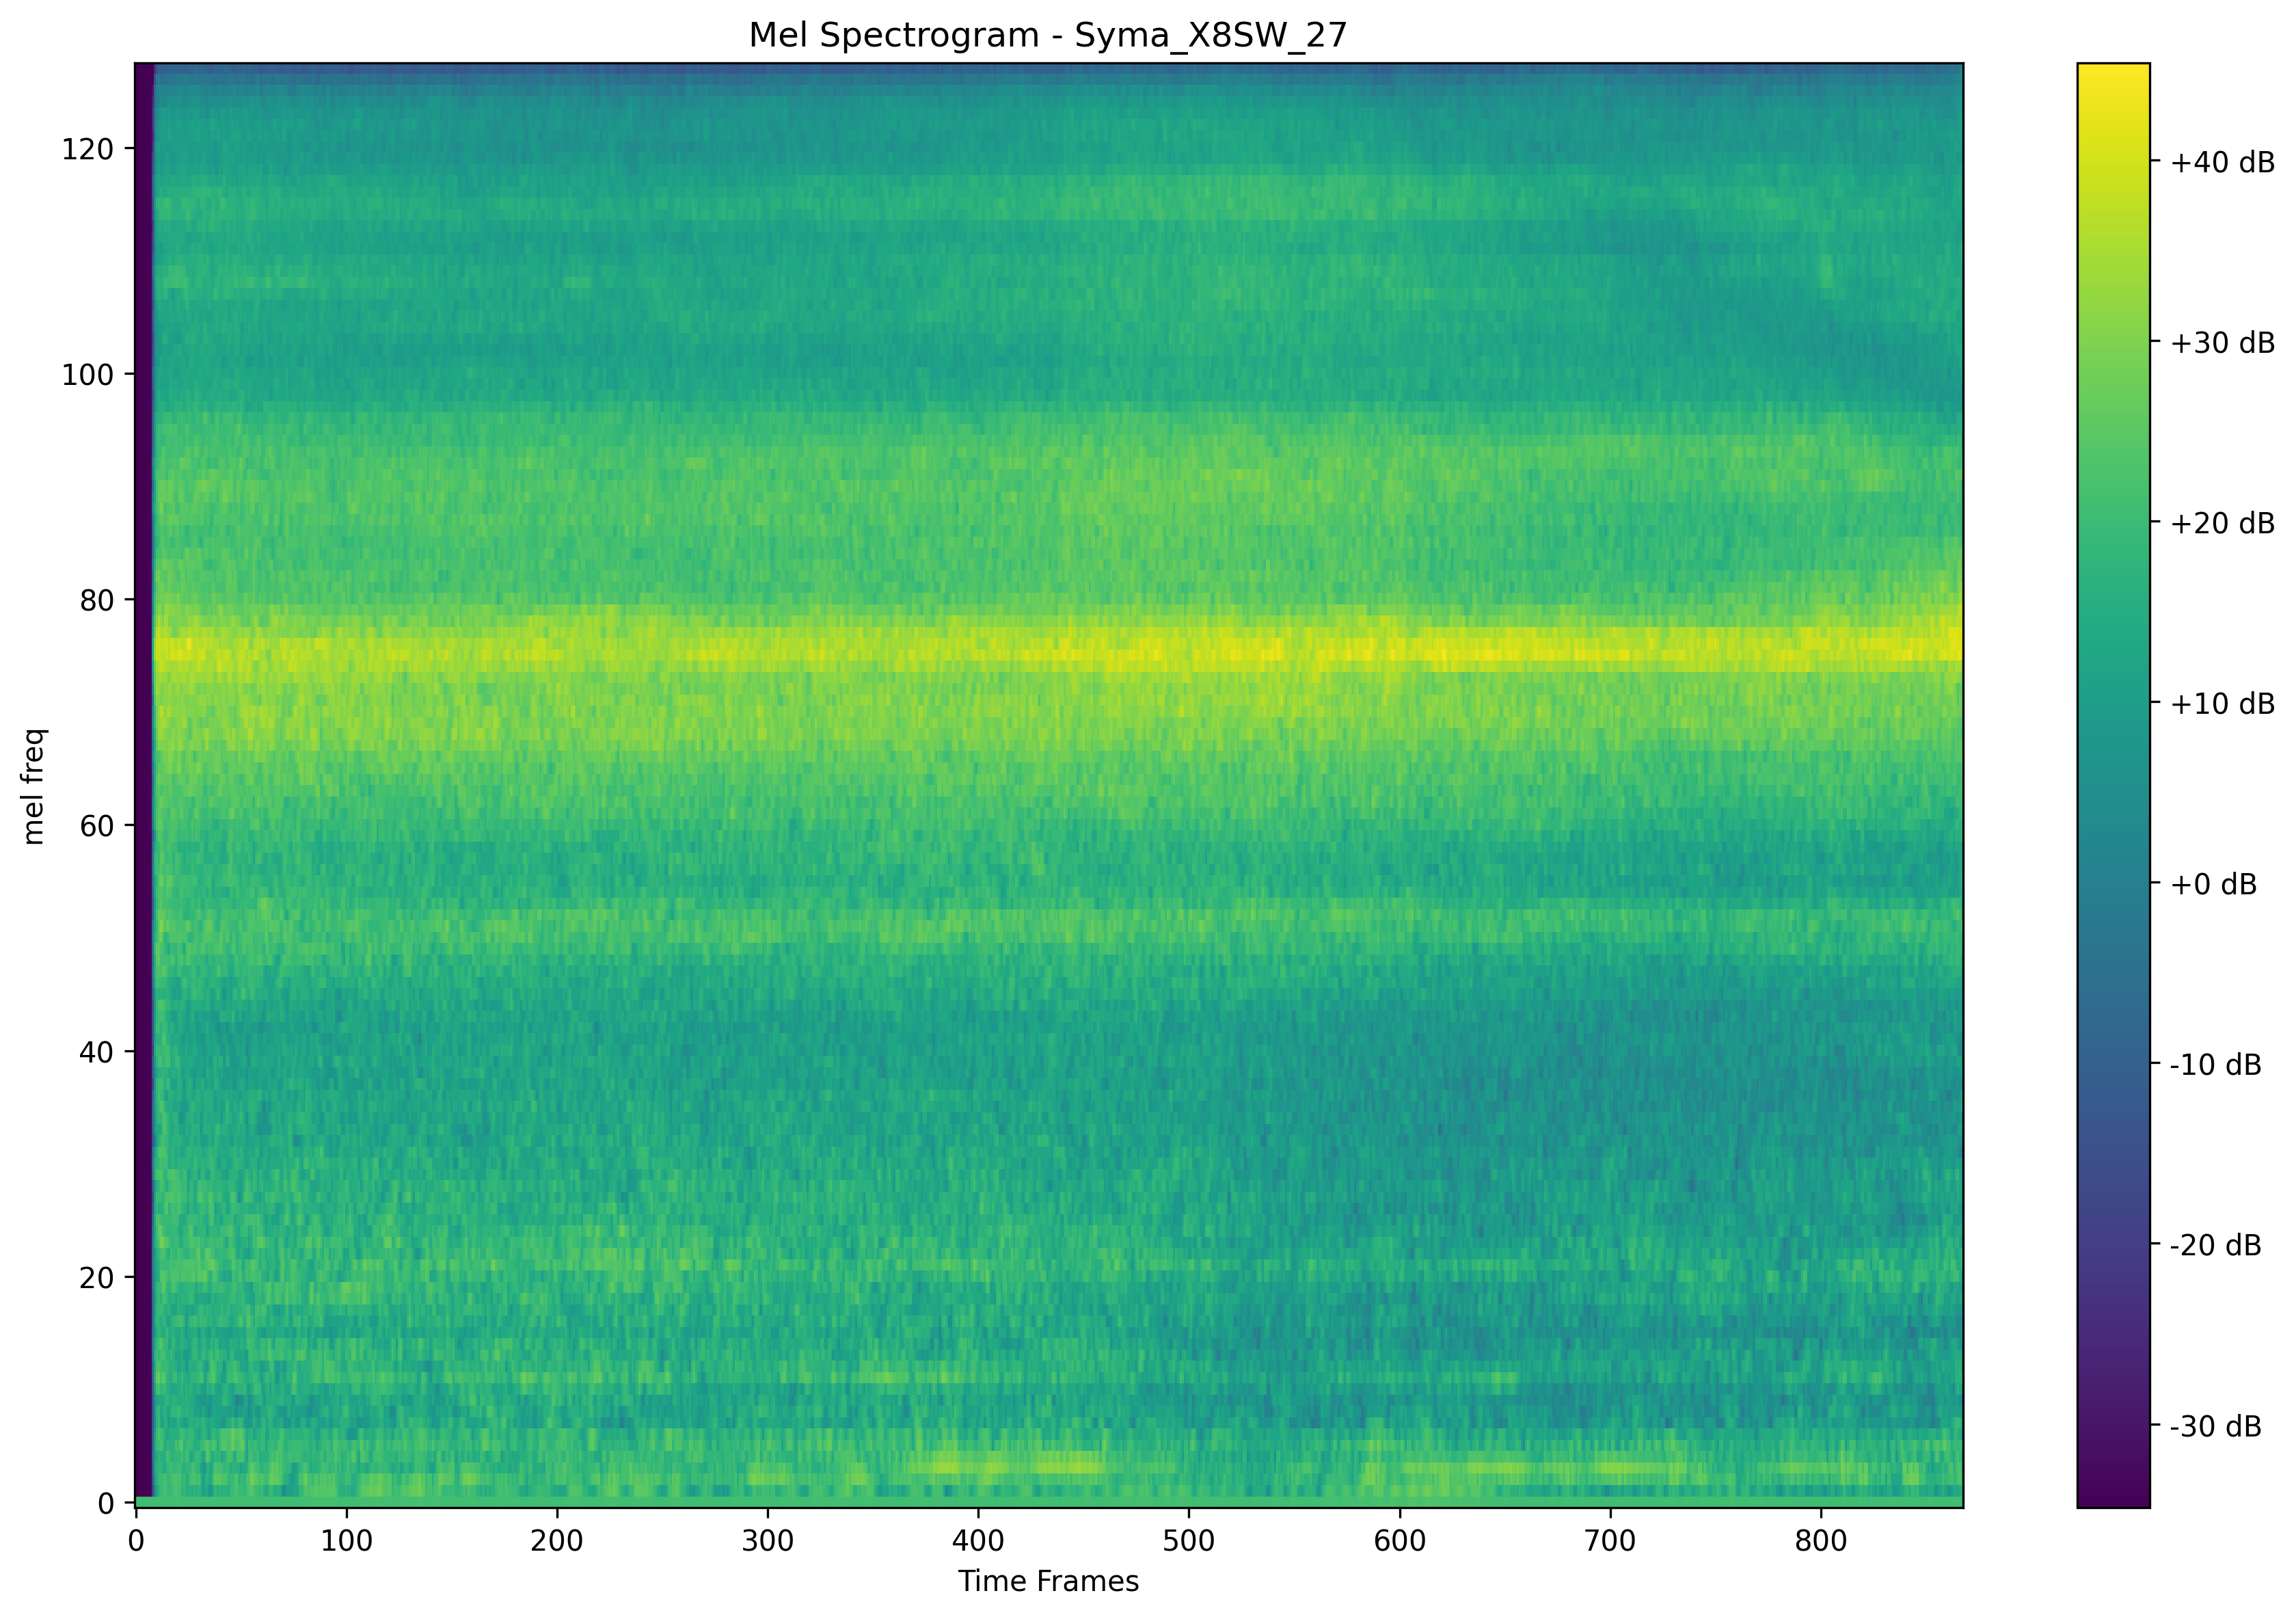 Mel Spectrogram - Syma_X8SW_27
mel freq
120
100
80
60
40
20
0
0 100 200 300 400 500 600 700 800
Time Frames
+40 dB
+30 dB
+20 dB
+10 dB
+0 dB
-10 dB
-20 dB
-30 dB